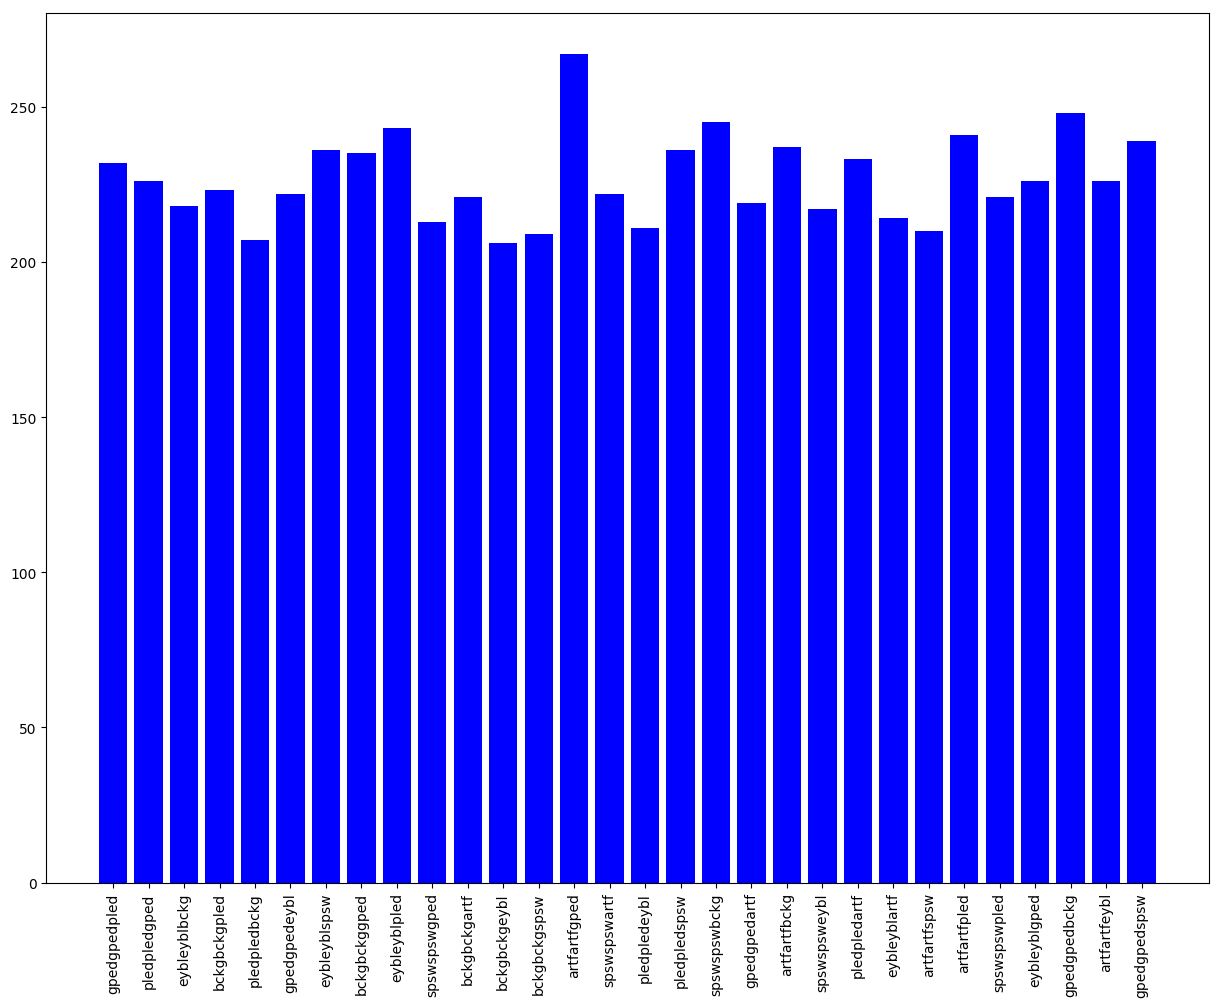 250
200
150
100
50
0
gpedgpedpled
pledpledgped
eybleyblbckg
bckgbckgpled
pledpledbckg
gpedgpedeybl
eybleyblspsw
bckgbckggped
eybleyblpled
spswspswgped
bckgbckgartf
bckgbckgeybl
bckgbckgspsw
artfartfgped
spswspswartf
pledpledeybl
pledpledspsw
spswspswbckg
gpedgpedartf
artfartfbckg
spswspsweybl
pledpledartf
eybleyblartf
artfartfspsw
artfartfpled
spswspswpled
eybleyblgped
gpedgpedbckg
artfartfeybl
gpedgpedspsw